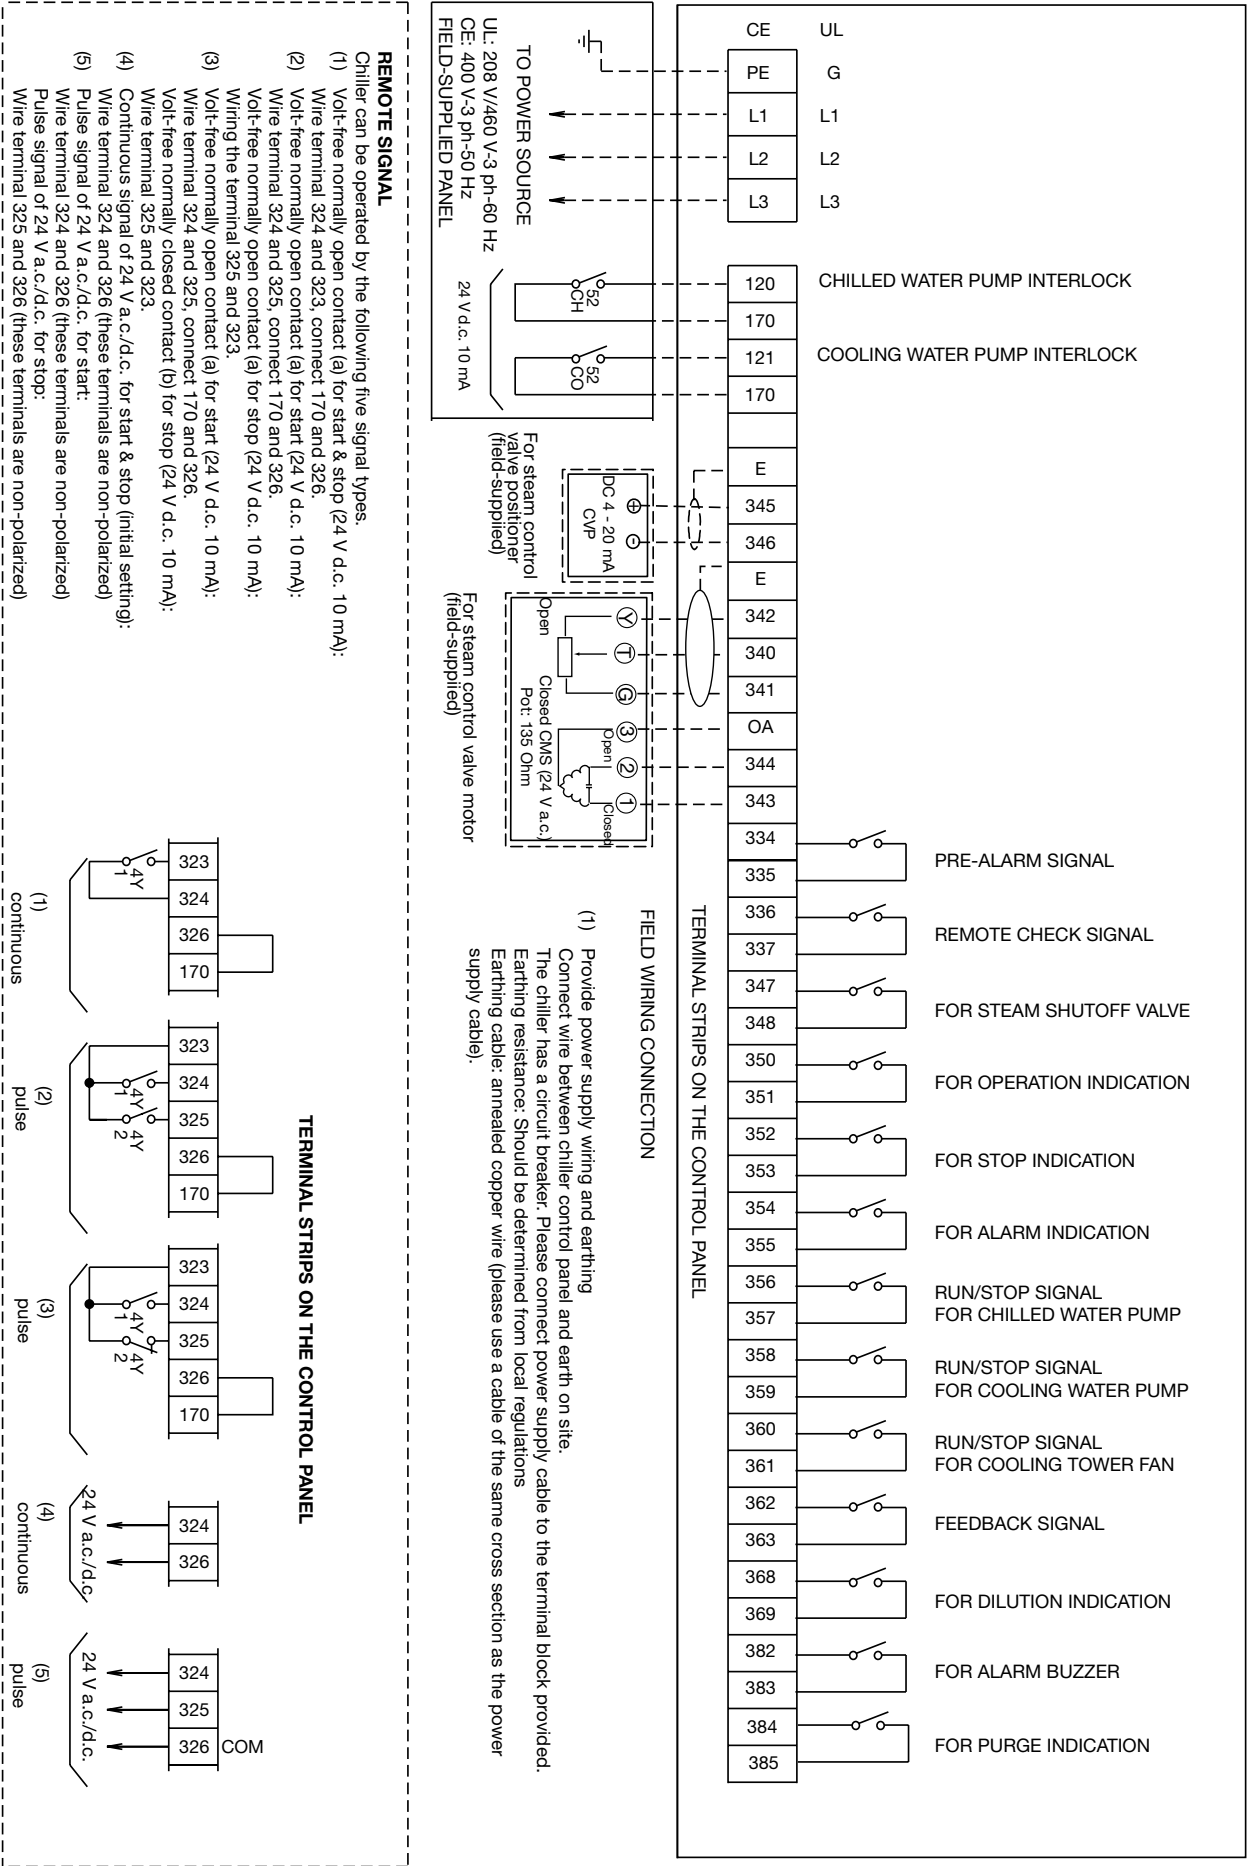 CE UL
PE G
L1 L1
L2 L2
L3 L3
120 CHILLED WATER PUMP INTERLOCK
170
121 COOLING WATER PUMP INTERLOCK
170
E
345
346
E
342
340
341
OA
344
343
334
335
PRE-ALARM SIGNAL
336
337
REMOTE CHECK SIGNAL
347
348
FOR STEAM SHUTOFF VALVE
350
351
FOR OPERATION INDICATION
352
353
FOR STOP INDICATION
354
355
FOR ALARM INDICATION
356
357
RUN/STOP SIGNAL
FOR CHILLED WATER PUMP
358
359
RUN/STOP SIGNAL
FOR COOLING WATER PUMP
360
361
RUN/STOP SIGNAL
FOR COOLING TOWER FAN
362
363
FEEDBACK SIGNAL
368
369
FOR DILUTION INDICATION
382
383
FOR ALARM BUZZER
384
385
FOR PURGE INDICATION
TERMINAL STRIPS ON THE CONTROL PANEL
TO POWER SOURCE
UL: 208 V/460 V-3 ph-60 Hz
CE: 400 V-3 ph-50 Hz
FIELD-SUPPLIED PANEL
52
CH
52
CO
24 V d.c. 10 mA
+ -
DC 4 - 20 mA
CVP
For steam control
valve positioner
(field-supplied)
Y T G 3 2 1
Open Closed
Open
Closed CMS (24 V a.c.)
Pot: 135 Ohm
For steam control valve motor
(field-supplied)
FIELD WIRING CONNECTION
(1) Provide power supply wiring and earthing
Connect wire between chiller control panel and earth on site.
The chiller has a circuit breaker. Please connect power supply cable to the terminal block provided.
Earthing resistance: Should be determined from local regulations
Earthing cable: annealed copper wire (please use a cable of the same cross section as the power
supply cable).
REMOTE SIGNAL
Chiller can be operated by the following five signal types.
(1) Volt-free normally open contact (a) for start & stop (24 V d.c. 10 mA):
Wire terminal 324 and 323, connect 170 and 326.
(2) Volt-free normally open contact (a) for start (24 V d.c. 10 mA):
Wire terminal 324 and 325, connect 170 and 326.
Volt-free normally open contact (a) for stop (24 V d.c. 10 mA):
Wiring the terminal 325 and 323.
(3) Volt-free normally open contact (a) for start (24 V d.c. 10 mA):
Wire terminal 324 and 325, connect 170 and 326.
Volt-free normally closed contact (b) for stop (24 V d.c. 10 mA):
Wire 325 and 323.
(4) Continuous signal of 24 V a.c./d.c. for start & stop (initial setting):
Wire terminal 324 and 326 (these terminals are non-polarized)
(5) Pulse signal of 24 V a.c./d.c. for start:
Wire terminal 324 and 326 (these terminals are non-polarized)
Pulse signal of 24 V a.c./d.c. for stop:
Wire terminal 325 and 326 (these terminals are non-polarized)
TERMINAL STRIPS ON THE CONTROL PANEL
323
324
326
170
4Y
1
(1)
continuous
323
324
325
326
170
4Y
1
4Y
2
(2)
pulse
323
324
325
326
170
4Y
1
4Y
2
(3)
pulse
324
326
24 V a.c./d.c.
(4)
continuous
324
325
326 COM
24 V a.c./d.c.
(5)
pulse